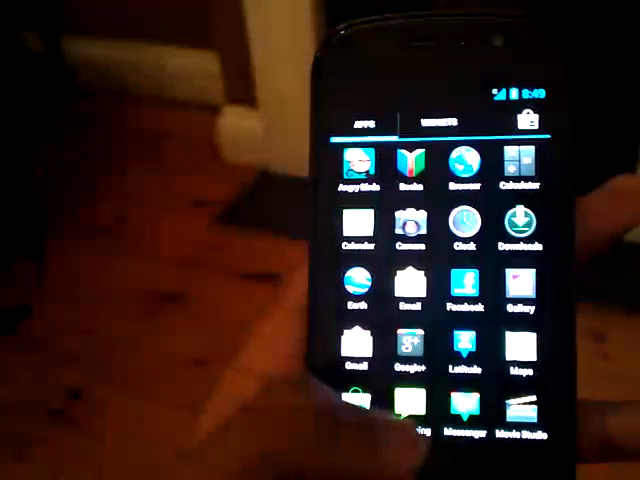 8:49
APPS WIDGETS
Angry Birds Books Browser Calculator
Calendar Camera Clock Downloads
Earth Email Facebook Gallery
Gmail Google+ Latitude Maps
Messenger Movie Studio